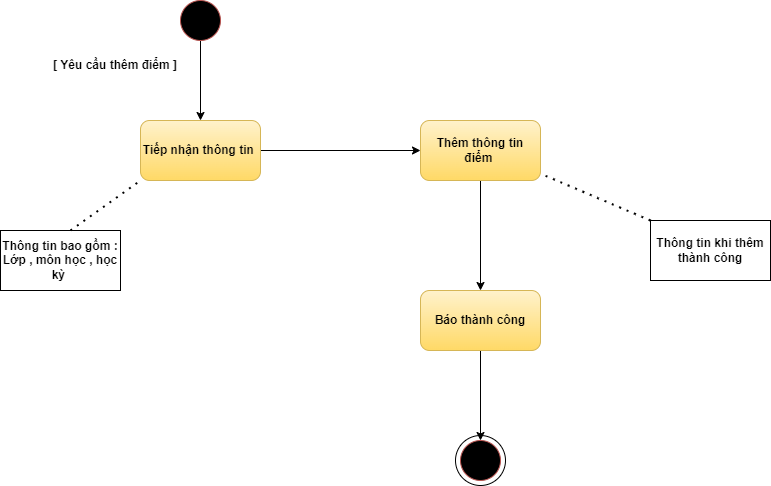 [ Yêu cầu thêm điểm ]
Tiếp nhận thông tin
Thêm thông tin
điểm
Thông tin bao gồm :
Lớp , môn học , học
kỳ
Thông tin khi thêm
thành công
Báo thành công